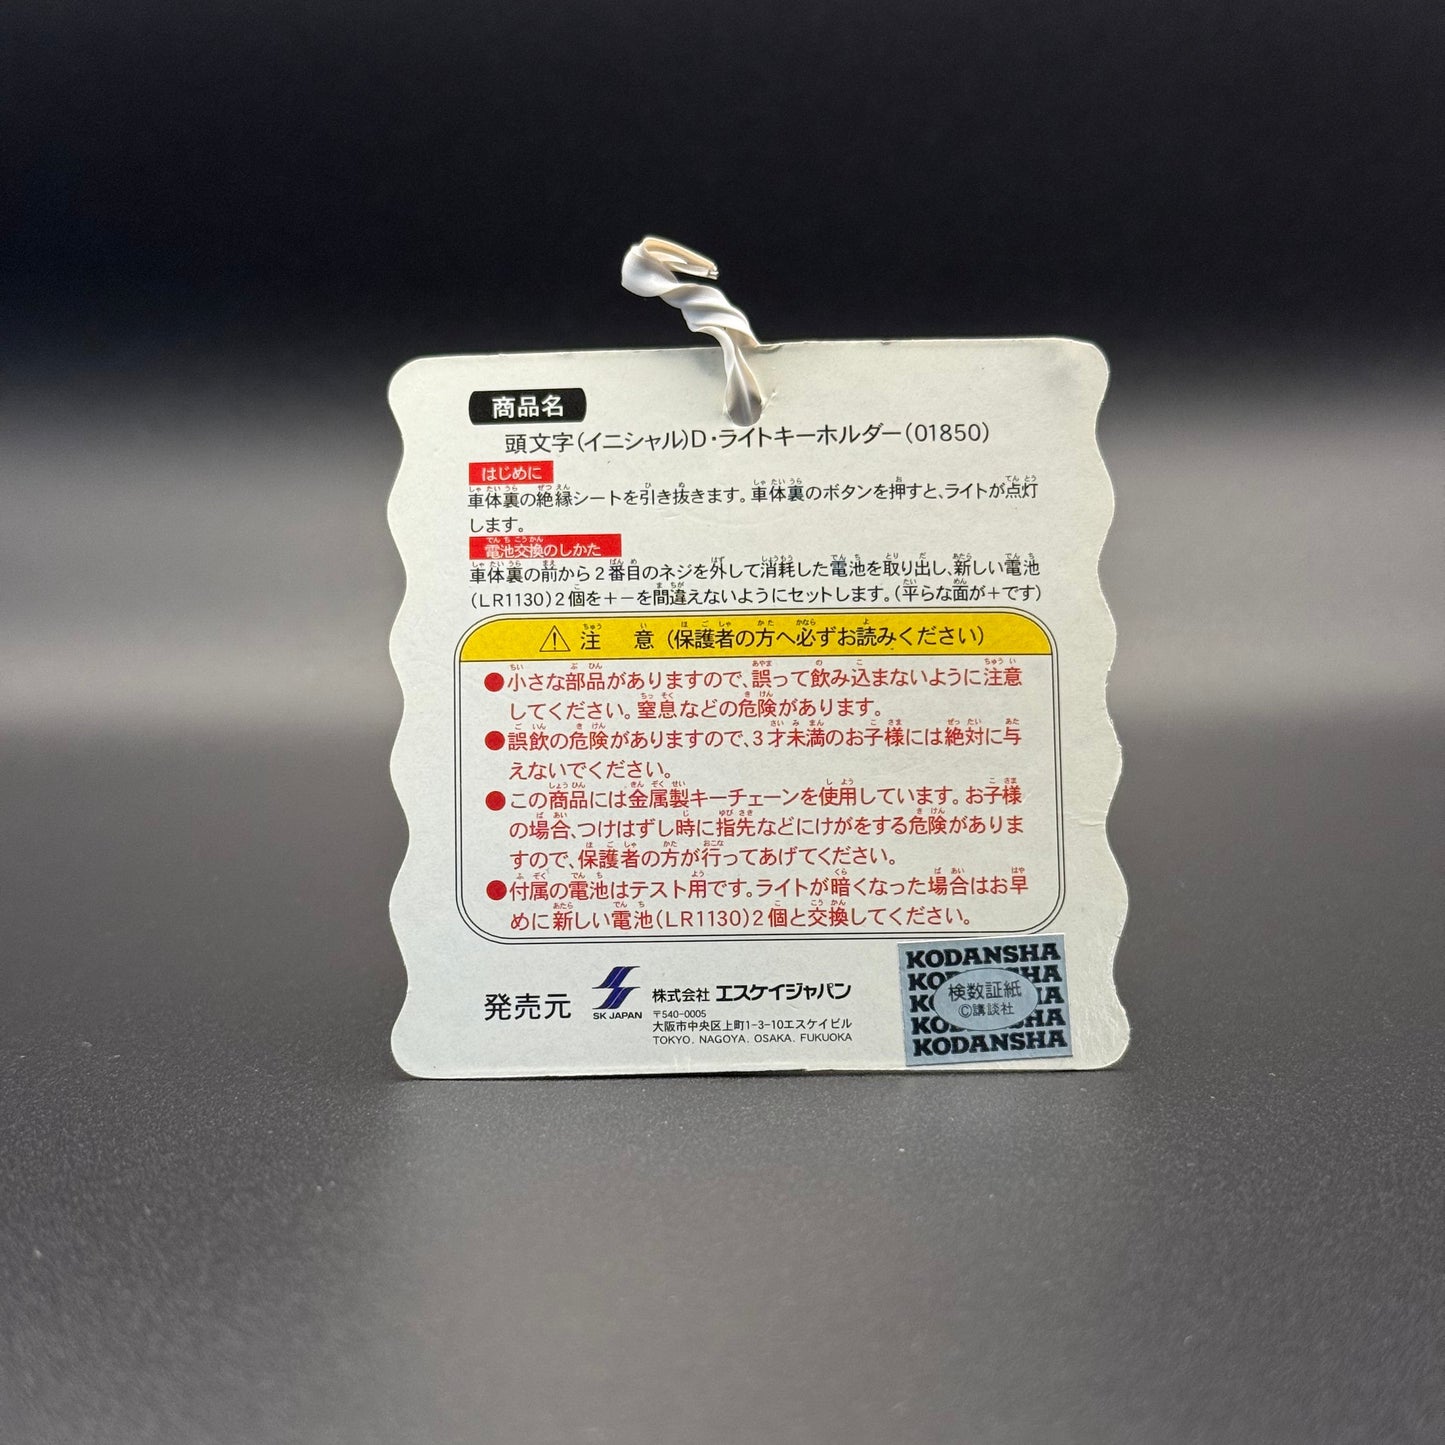 商品名
頭文字(イニシャル)D・ライトキーホルダー(01850)
はじめに
車体裏の絶縁シートを引き抜きます。車体裏のボタンを押すと、ライトが点灯
します。
電池交換のしかた
車体裏の前から2番目のネジを外して消耗した電池を取り出し、新しい電池
(LR1130)2個を+-を間違えないようにセットします。(平らな面が+です)
注 意(保護者の方へ必ずお読みください)
●小さな部品がありますので、誤って飲み込まないように注意
してください。窒息などの危険があります。
●誤飲の危険がありますので、3才未満のお子様には絶対に与
えないでください。
●この商品には金属製キーチェーンを使用しています。お子様
の場合、つけはずし時に指先などにけがをする危険がありま
すので、保護者の方が行ってあげてください。
●付属の電池はテスト用です。ライトが暗くなった場合はお早
めに新しい電池(LR1130)2個と交換してください。
発売元
SK JAPAN
株式会社 エスケイジャパン
〒540-0005
大阪市中央区上町1-3-10エスケイビル
TOKYO. NAGOYA. OSAKA. FUKUOKA
KODANSHA
KODANSHA
KODANSHA
KODANSHA
KODANSHA
検数証紙
©講談社